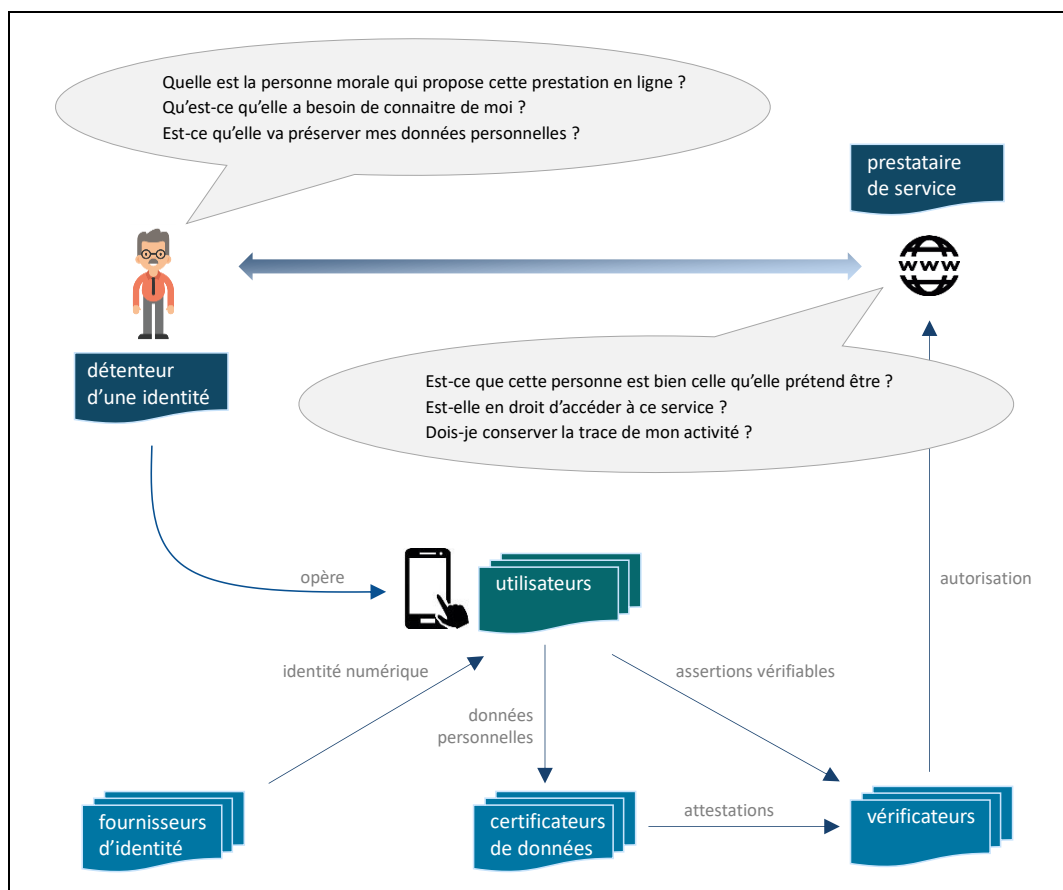 Quelle est la personne morale qui propose cette prestation en ligne ?
Qu'est-ce qu'elle a besoin de connaitre de moi ?
Est-ce qu'elle va préserver mes données personnelles ?
prestataire
de service
www
détenteur
d'une identité
Est-ce que cette personne est bien celle qu'elle prétend être ?
Est-elle en droit d'accéder à ce service ?
Dois-je conserver la trace de mon activité ?
opère
utilisateurs
autorisation
identité numérique
assertions vérifiables
données
personnelles
fournisseurs
d'identité
certificateurs
de données
attestations
vérificateurs